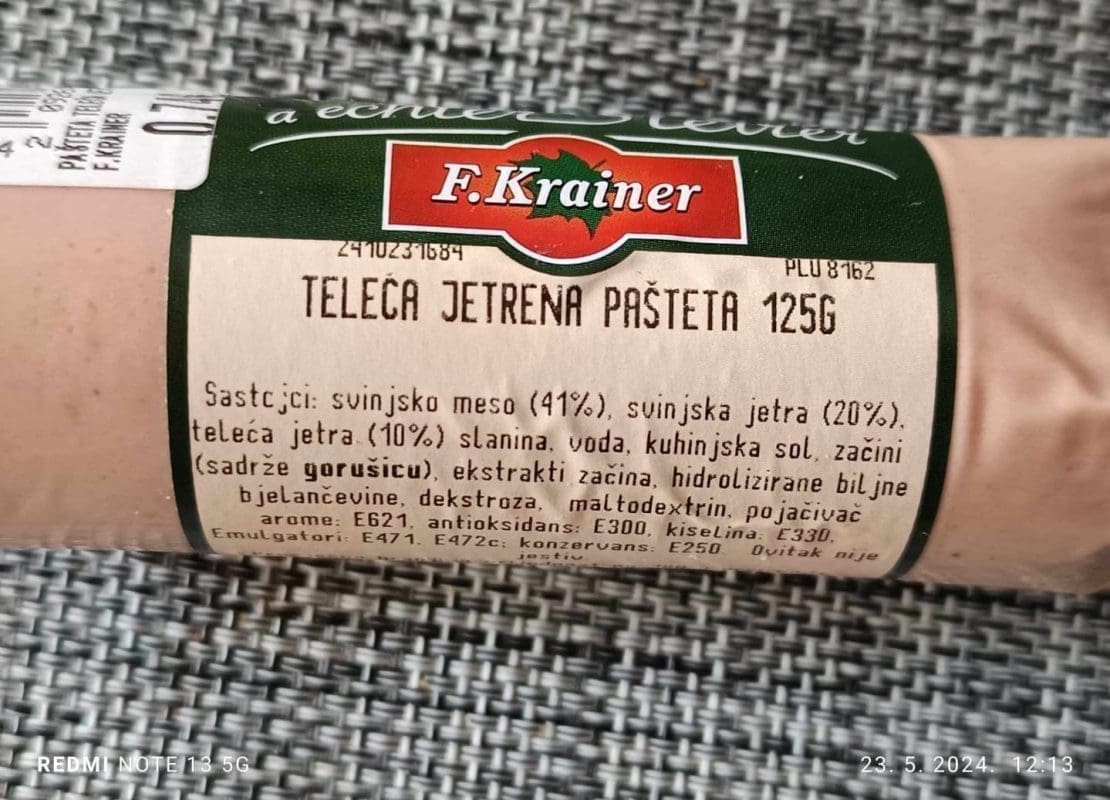 a echter Steirer
F.Krainer
PAŠTETA
F.KRAINER
2410231684
PLU 8162
TELEĆA JETRENA PAŠTETA 125G
Sastojci: svinjsko meso (41%), svinjska jetra (20%),
teleća jetra (10%) slanina, voda, kuhinjska sol, začini
(sadrže gorušicu), ekstrakti začina, hidrolizirane biljne
bjelančevine, dekstroza, maltodextrin, pojačivač
arome: E621, antioksidans: E300, kiselina: E330,
Emulgatori: E471, E472c; konzervans: E250 Ovitak nije
jestiv.
REDMI NOTE 13 5G
23. 5. 2024. 12:13